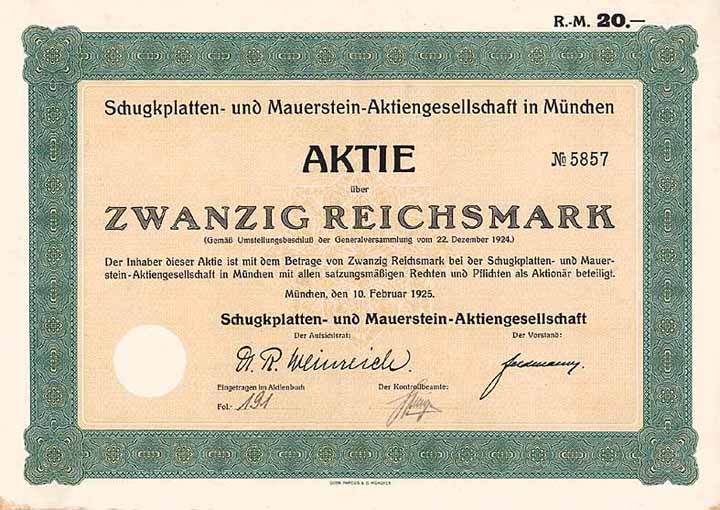 R.-M. 20.—
Schugkplatten- und Mauerstein-Aktiengesellschaft in München
AKTIE № 5857
über
ZWANZIG REICHSMARK
(Gemäß Umstellungsbeschluß der Generalversammlung vom 22. Dezember 1924.)
Der Inhaber dieser Aktie ist mit dem Betrage von Zwanzig Reichsmark bei der Schugkplatten- und Mauer-
stein-Aktiengesellschaft in München mit allen satzungsmäßigen Rechten und Pflichten als Aktionär beteiligt.
München, den 10. Februar 1925.
Schugkplatten- und Mauerstein-Aktiengesellschaft
Der Aufsichtsrat: Der Vorstand:
R. Weinreich.
Eingetragen im Aktienbuch Der Kontrollbeamte:
Fol. 191